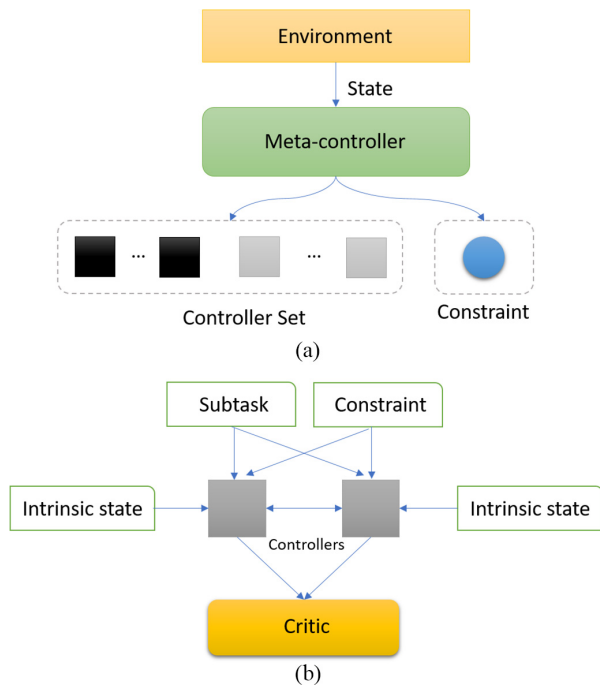 Environment
State
Meta-controller
... ...
Controller Set
Constraint
(a)
Subtask Constraint
Intrinsic state Intrinsic state
Controllers
Critic
(b)